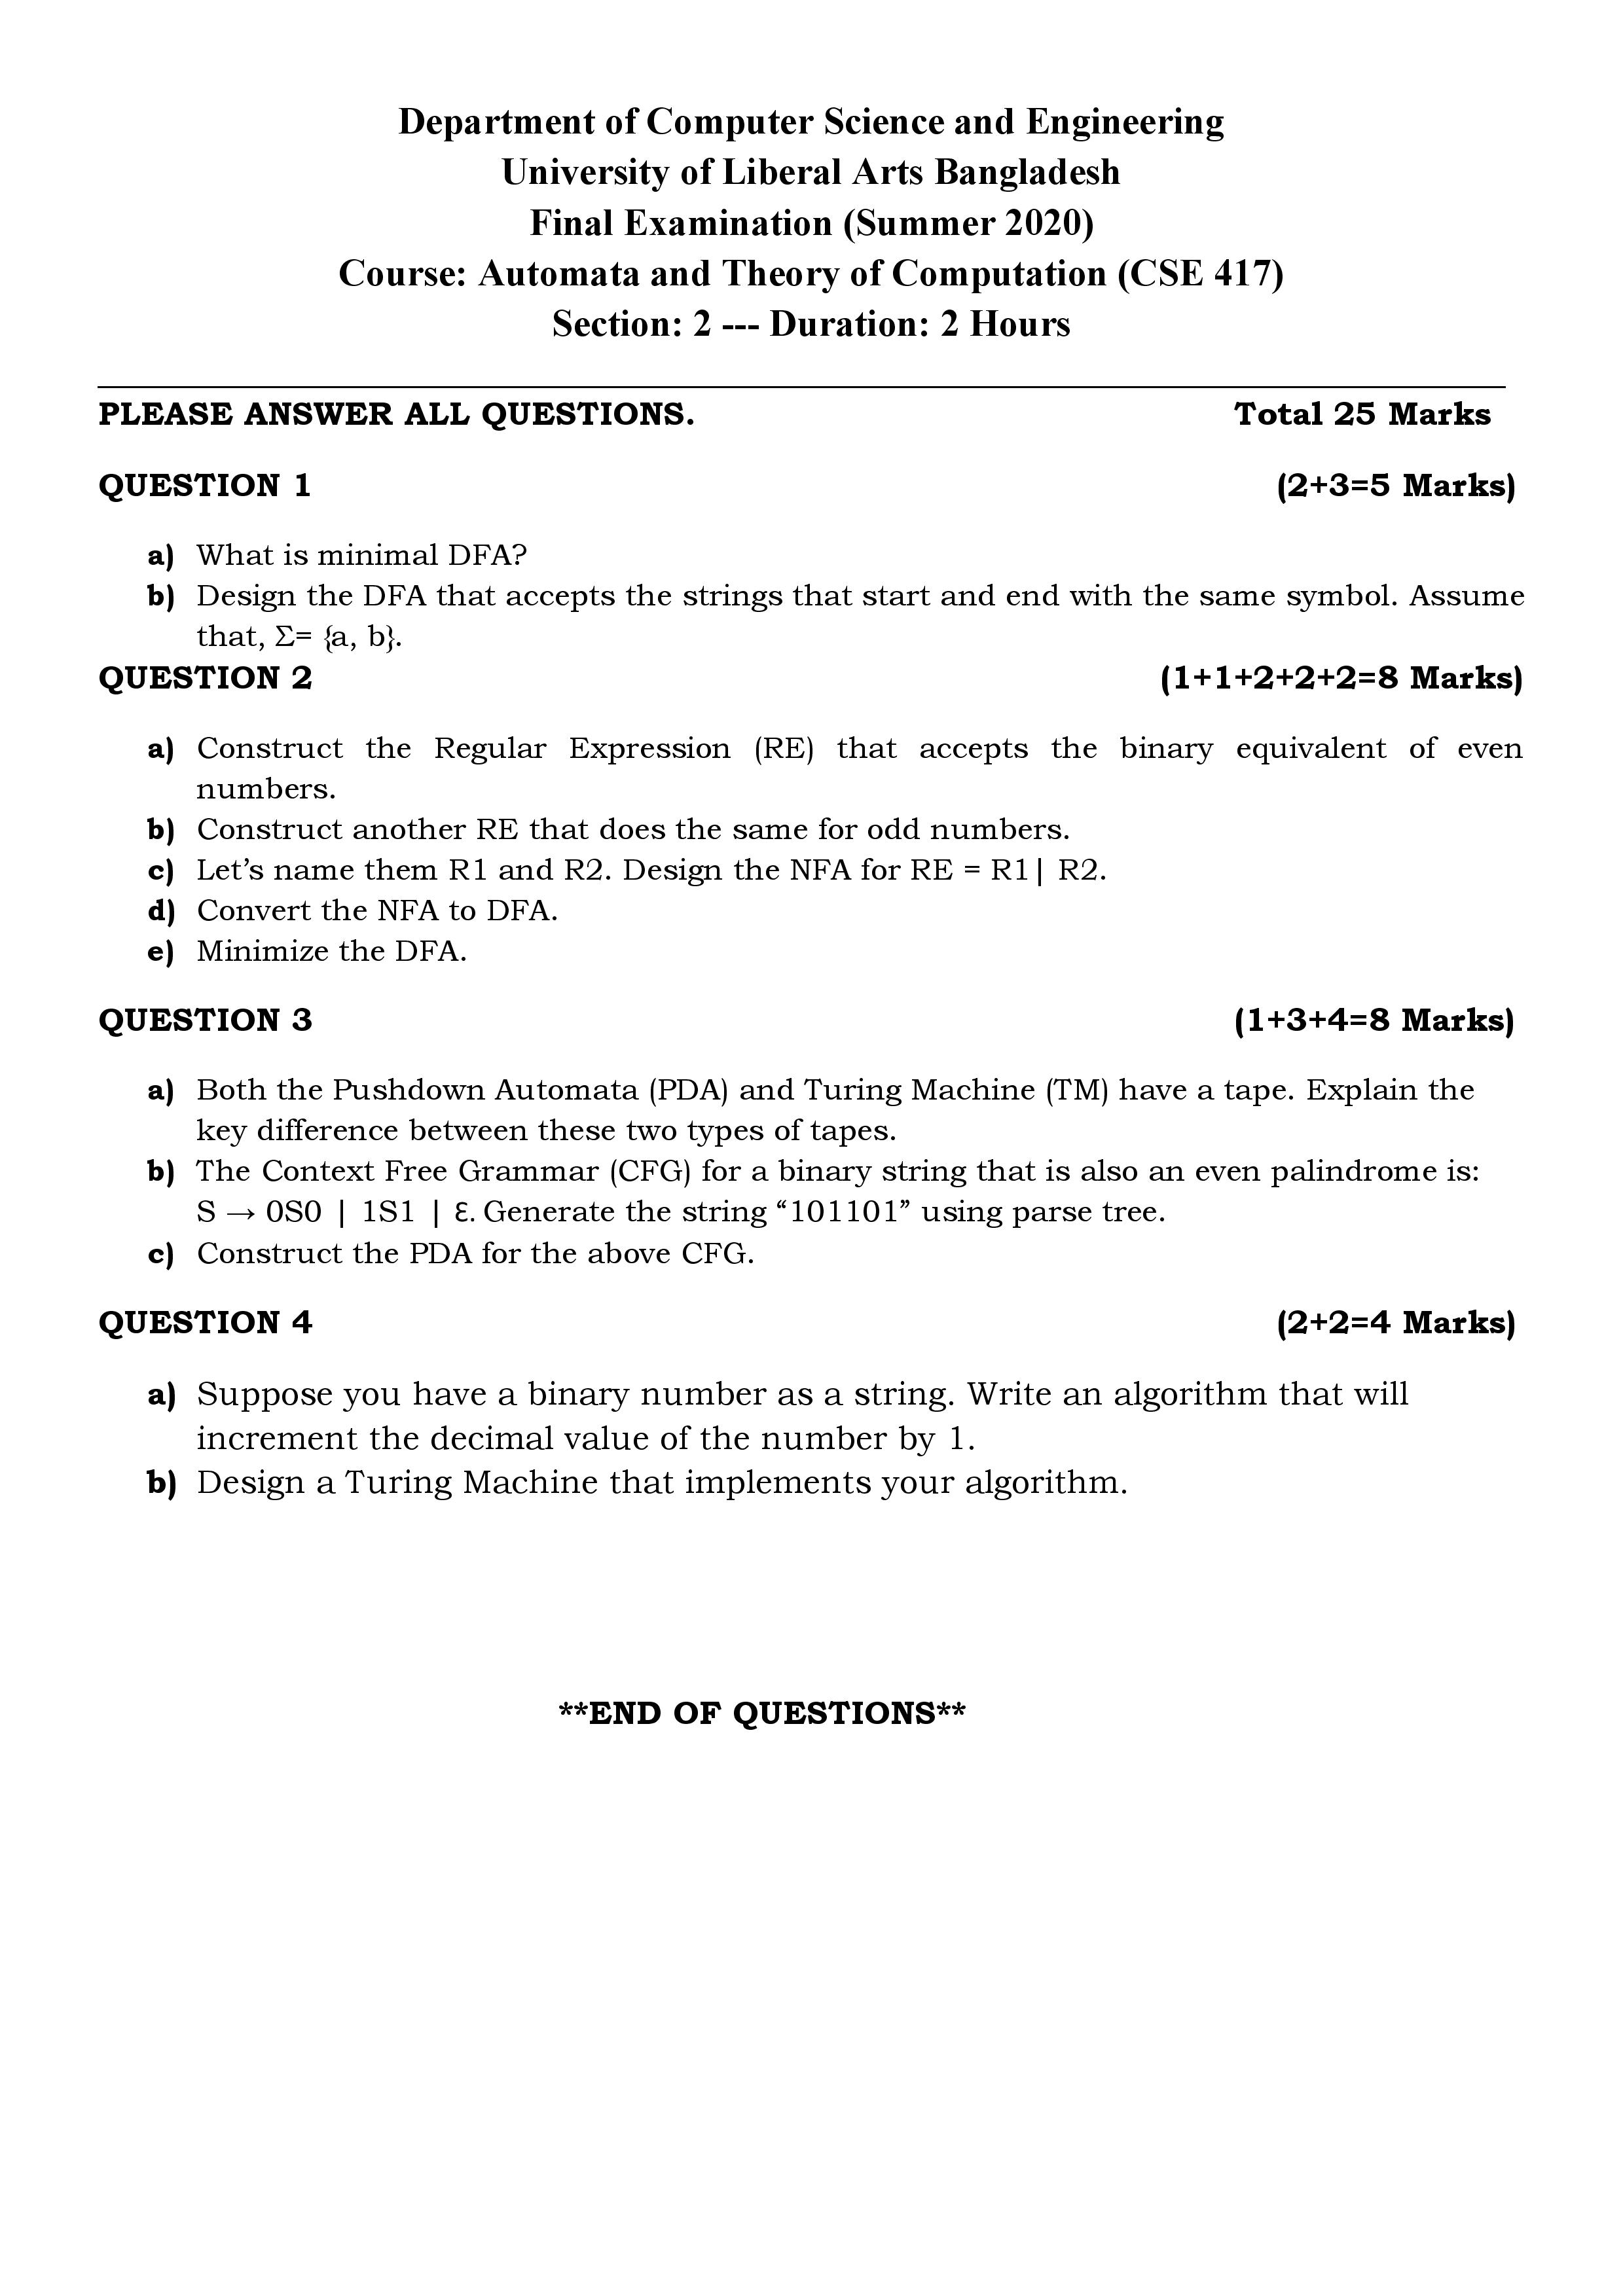 Department of Computer Science and Engineering
University of Liberal Arts Bangladesh
Final Examination (Summer 2020)
Course: Automata and Theory of Computation (CSE 417)
Section: 2 --- Duration: 2 Hours
PLEASE ANSWER ALL QUESTIONS. Total 25 Marks
QUESTION 1 (2+3=5 Marks)
a) What is minimal DFA?
b) Design the DFA that accepts the strings that start and end with the same symbol. Assume
that, Σ= {a, b}.
QUESTION 2 (1+1+2+2+2=8 Marks)
a) Construct the Regular Expression (RE) that accepts the binary equivalent of even
numbers.
b) Construct another RE that does the same for odd numbers.
c) Let’s name them R1 and R2. Design the NFA for RE = R1| R2.
d) Convert the NFA to DFA.
e) Minimize the DFA.
QUESTION 3 (1+3+4=8 Marks)
a) Both the Pushdown Automata (PDA) and Turing Machine (TM) have a tape. Explain the
key difference between these two types of tapes.
b) The Context Free Grammar (CFG) for a binary string that is also an even palindrome is:
S → 0S0 | 1S1 | Ɛ. Generate the string “101101” using parse tree.
c) Construct the PDA for the above CFG.
QUESTION 4 (2+2=4 Marks)
a) Suppose you have a binary number as a string. Write an algorithm that will
increment the decimal value of the number by 1.
b) Design a Turing Machine that implements your algorithm.
**END OF QUESTIONS**